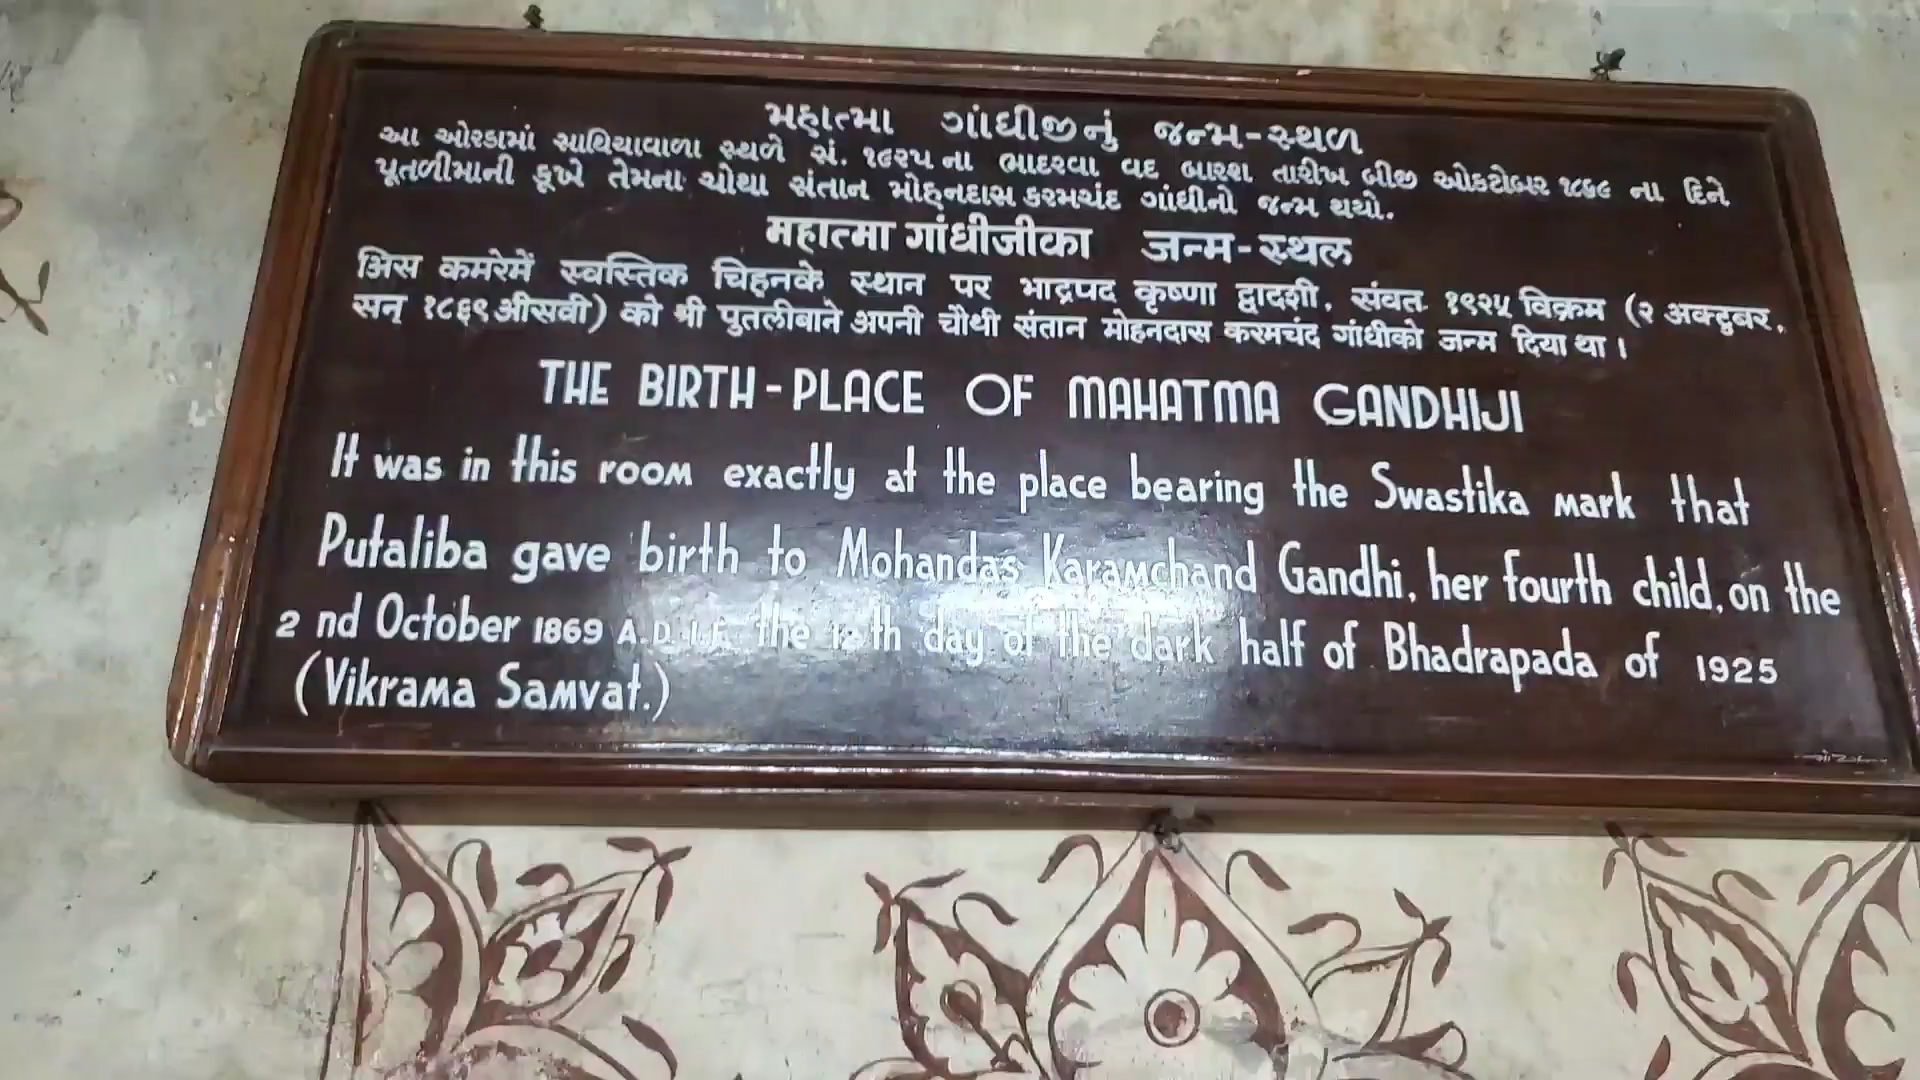 મહાત્મા ગાંધીજીનું જન્મ-સ્થળ
આ ઓરડામાં સાથિયાવાળા સ્થળે સં. ૧૯૨૫ ના ભાદરવા વદ બારશ તારીખ બીજી ઓકટોબર ૧૮૬૯ ના દિને
પૂતળીમાની કૂખે તેમના ચોથા સંતાન મોહનદાસ કરમચંદ ગાંધીનો જન્મ થયો.
महात्मा गांधीजीका जन्म-स्थल
अिस कमरेमें स्वस्तिक चिह्नके स्थान पर भाद्रपद कृष्णा द्वादशी, संवत १९२५ विक्रम (२ अक्टुबर,
सन् १८६९ अीसवी) को श्री पुतलीबाने अपनी चौथी संतान मोहनदास करमचंद गांधीको जन्म दिया था ।
THE BIRTH-PLACE OF MAHATMA GANDHIJI
It was in this room exactly at the place bearing the Swastika mark that
Putaliba gave birth to Mohandas Karamchand Gandhi, her fourth child, on the
2 nd October 1869 A.D. the 12 th day of the dark half of Bhadrapada of 1925
(Vikrama Samvat.)